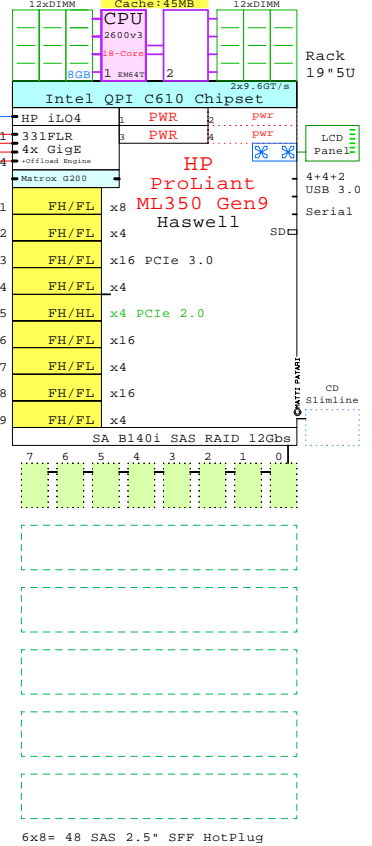 12xDIMM Cache:45MB 12xDIMM
CPU
2600v3
18-Core
8GB 1 EM64T 2
Rack
19"5U
2x9.6GT/s
Intel QPI C610 Chipset
HP iLO4 1 PWR 2 pwr
331FLR 3 PWR 4 pwr
4x GigE
+Offload Engine
Matrox G200
LCD
Panel
HP
ProLiant
ML350 Gen9
Haswell
4+4+2
USB 3.0
Serial
SD
1 FH/FL x8
2 FH/FL x4
3 FH/FL x16 PCIe 3.0
4 FH/FL x4
5 FH/HL x4 PCIe 2.0
6 FH/FL x16
7 FH/FL x4
8 FH/FL x16
9 FH/FL x4
©MATTI PATARI
CD
Slimline
SA B140i SAS RAID 12Gbs
7 6 5 4 3 2 1 0
6x8= 48 SAS 2.5" SFF HotPlug